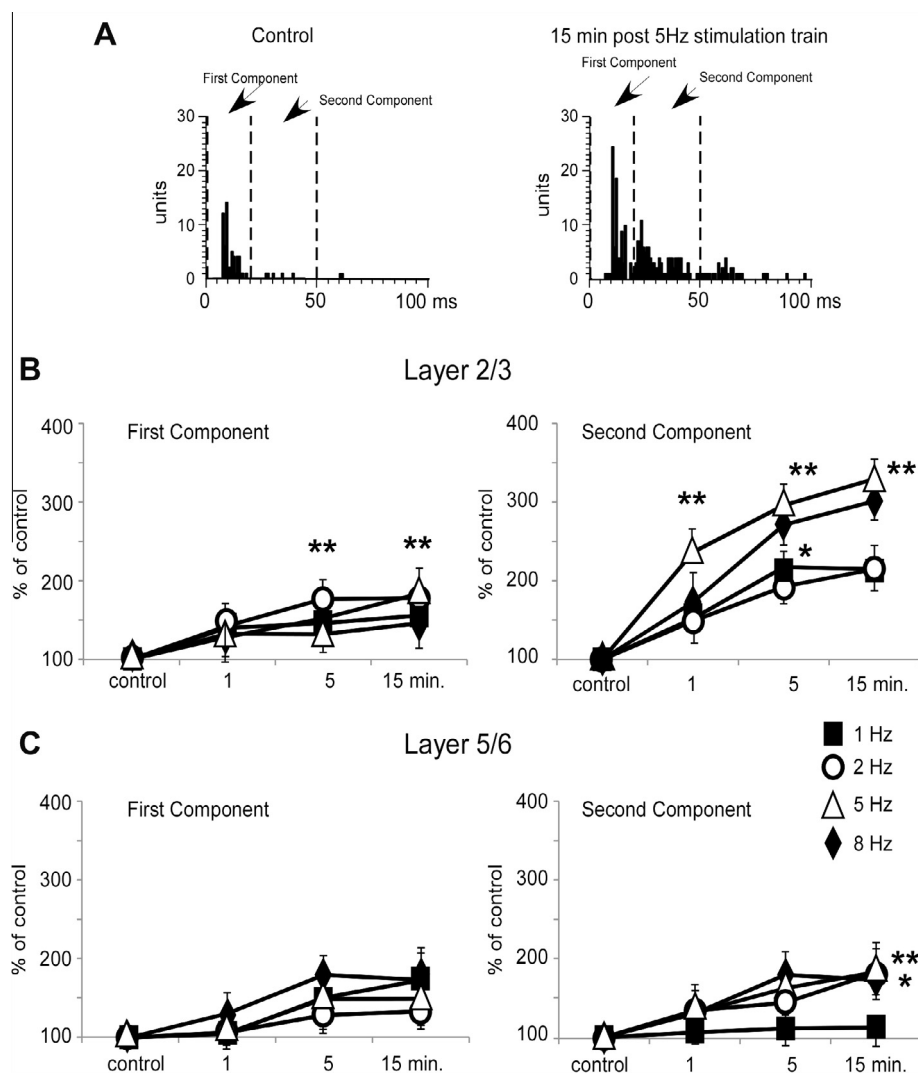 A
Control
15 min post 5Hz stimulation train
First Component
Second Component
First Component
Second Component
30
20
10
0
units
0 50 100 ms
30
20
10
0
units
0 50 100 ms
B
Layer 2/3
First Component
400
300
200
100
% of control
** **
control 1 5 15 min.
Second Component
400
300
200
100
% of control
** ** **
*
control 1 5 15 min.
C
Layer 5/6
1 Hz
2 Hz
5 Hz
8 Hz
First Component
400
300
200
100
% of control
control 1 5 15 min.
Second Component
400
300
200
100
% of control
**
*
control 1 5 15 min.